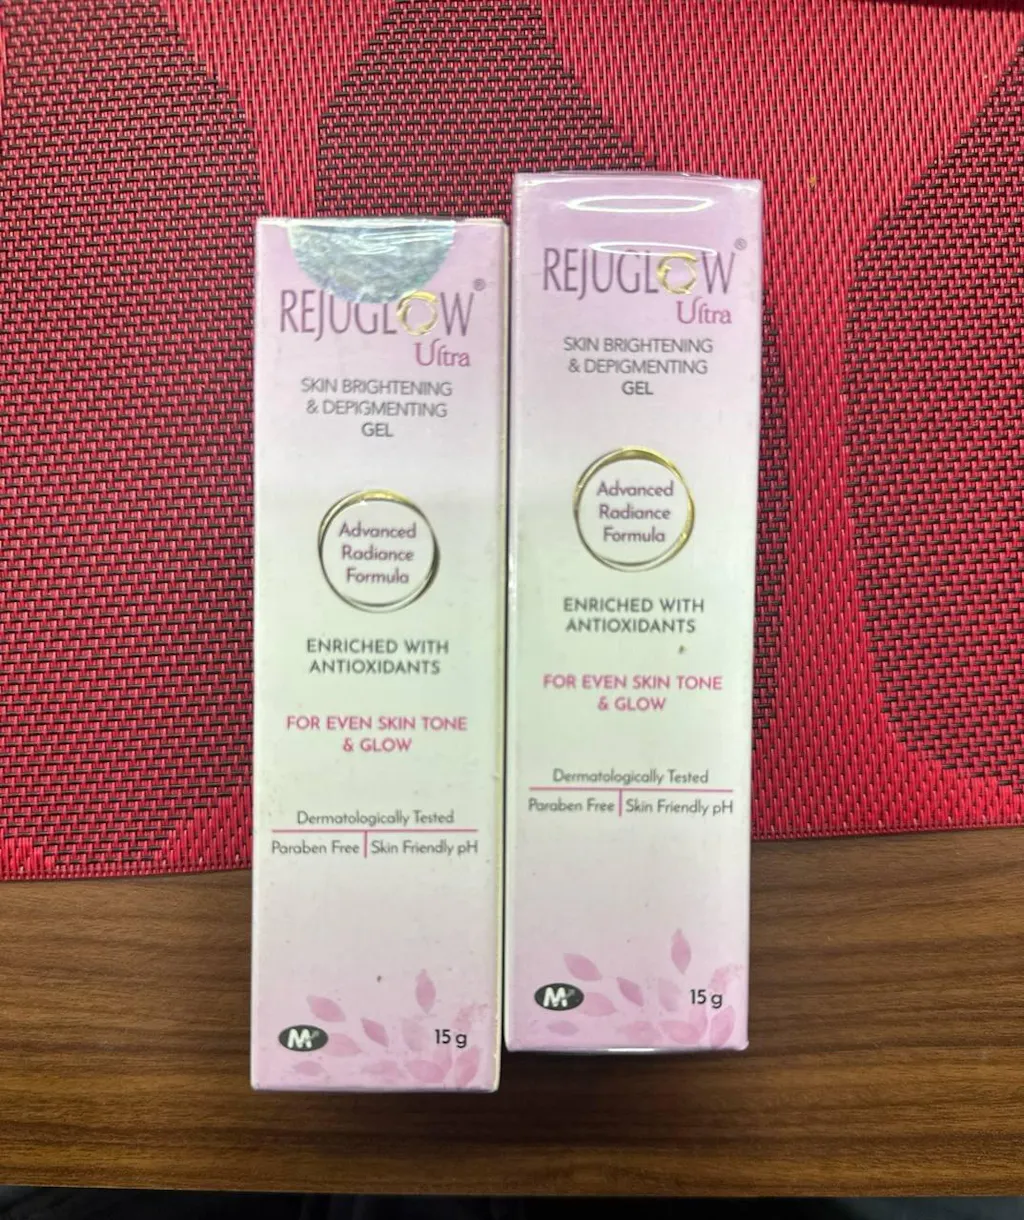 REJUGLOW®
Ultra
SKIN BRIGHTENING
& DEPIGMENTING
GEL
Advanced
Radiance
Formula
ENRICHED WITH
ANTIOXIDANTS
FOR EVEN SKIN TONE
& GLOW
Dermatologically Tested
Paraben Free | Skin Friendly pH
M
15 g
REJUGLOW®
Ultra
SKIN BRIGHTENING
& DEPIGMENTING
GEL
Advanced
Radiance
Formula
ENRICHED WITH
ANTIOXIDANTS
FOR EVEN SKIN TONE
& GLOW
Dermatologically Tested
Paraben Free | Skin Friendly pH
M
15 g